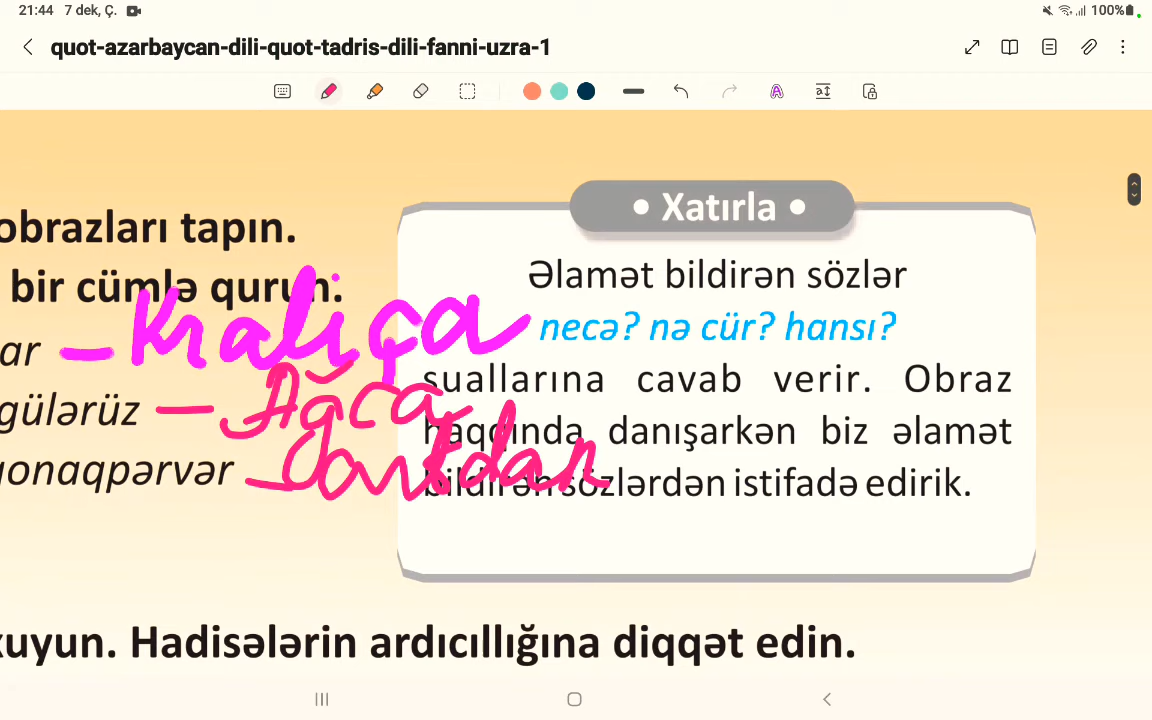 21:44 7 dek, Ç. 100%
quot-azarbaycan-dili-quot-tadris-dili-fanni-uzra-1
obrazları tapın.
bir cümlə qurun.
ar – Kraliça
gülərüz – Ağca
qonaqpərvər –
• Xatırla •
Əlamət bildirən sözlər
necə? nə cür? hansı?
suallarına cavab verir. Obraz
haqqında danışarkən biz əlamət
bildirən sözlərdən istifadə edirik.
xuyun. Hadisələrin ardıcıllığına diqqət edin.